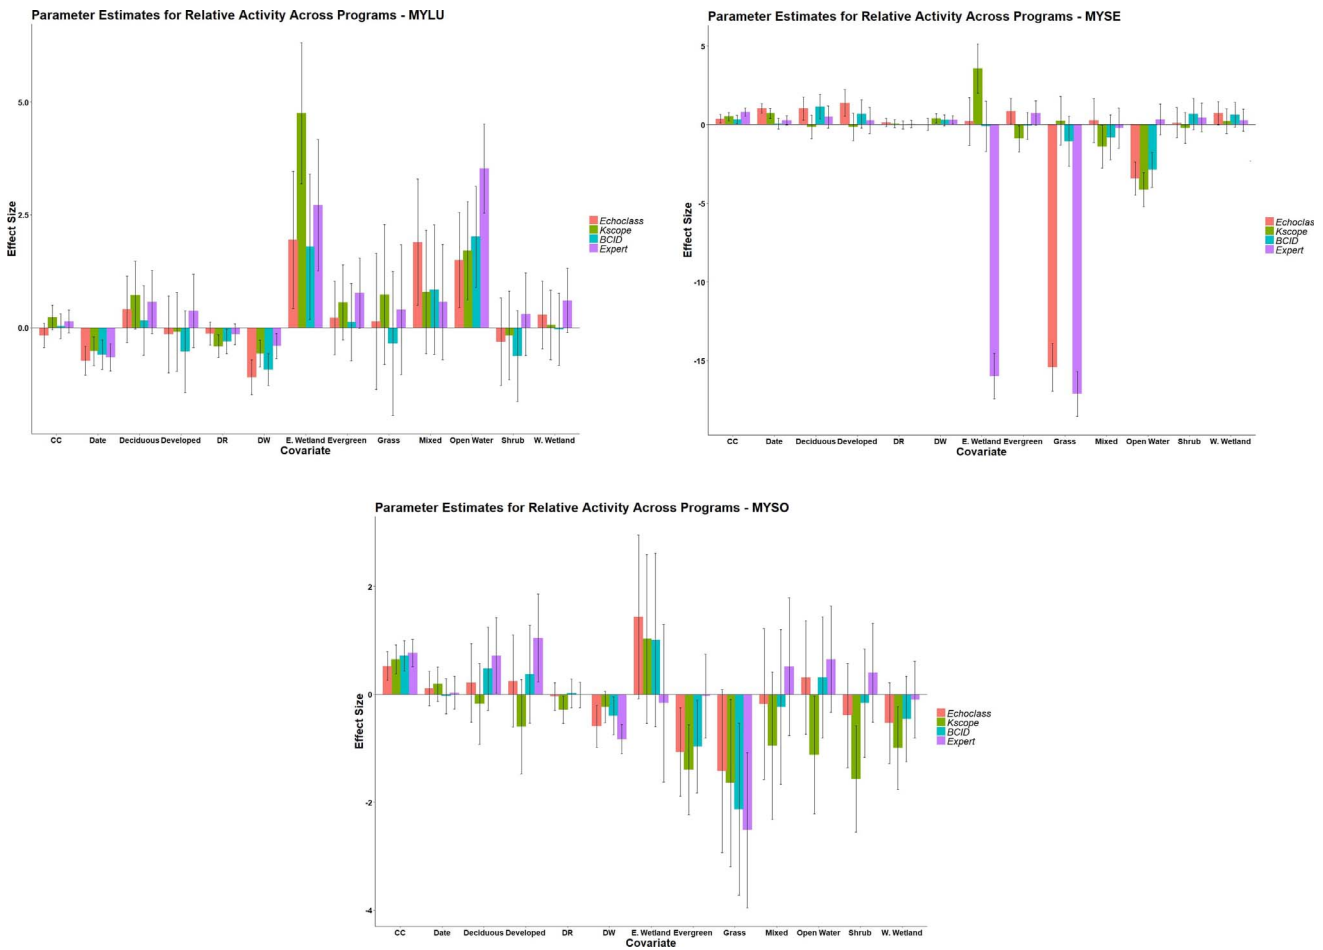 Parameter Estimates for Relative Activity Across Programs - MYLU
5.0
2.5
0.0
Effect Size
Echoclass
Kscope
BCID
Expert
CC Date Deciduous Developed DR DW E. Wetland Evergreen Grass Mixed Open Water Shrub W. Wetland
Covariate
Parameter Estimates for Relative Activity Across Programs - MYSE
5
0
-5
-10
-15
Effect Size
Echoclas
Kscope
BCID
Expert
CC Date Deciduous Developed DR DW E. Wetland Evergreen Grass Mixed Open Water Shrub W. Wetland
Covariate
Parameter Estimates for Relative Activity Across Programs - MYSO
2
0
-2
-4
Effect Size
Echoclass
Kscope
BCID
Expert
CC Date Deciduous Developed DR DW E. Wetland Evergreen Grass Mixed Open Water Shrub W. Wetland
Covariate